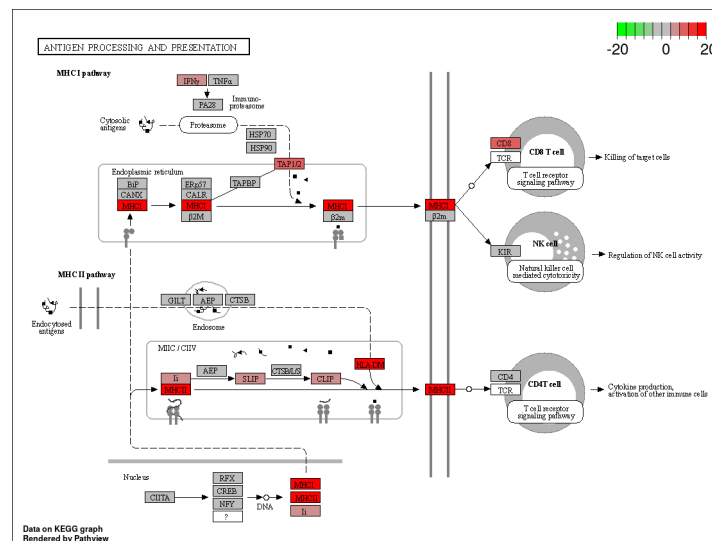 -20 0 20
ANTIGEN PROCESSING AND PRESENTATION
MHC I pathway
IFNγ TNFα
PA28
Immuno-
proteasome
Cytosolic
antigens
Proteasome
HSP70
HSP90
TAP1/2
Endoplasmic reticulum
BiP
CANX
MHCI
ERp57
CALR
MHCI
β2M
TAPBP
MHCI
β2m
MHCI
β2m
CD8
TCR
CD8 T cell
T cell receptor
signaling pathway
Killing of target cells
KIR
NK cell
Natural killer cell
mediated cytotoxicity
Regulation of NK cell activity
MHC II pathway
Endocytosed
antigens
GILT AEP CTSB
Endosome
MIIC / CIIV
Ii
MHCII
AEP
SLIP
CTSB/L/S
CLIP
HLA-DM
MHCII
CD4
TCR
CD4 T cell
T cell receptor
signaling pathway
Cytokine production,
activation of other immune cells
Nucleus
CIITA
RFX
CREB
NFY
?
DNA
MHCI
MHCII
Ii
Data on KEGG graph
Rendered by Pathview